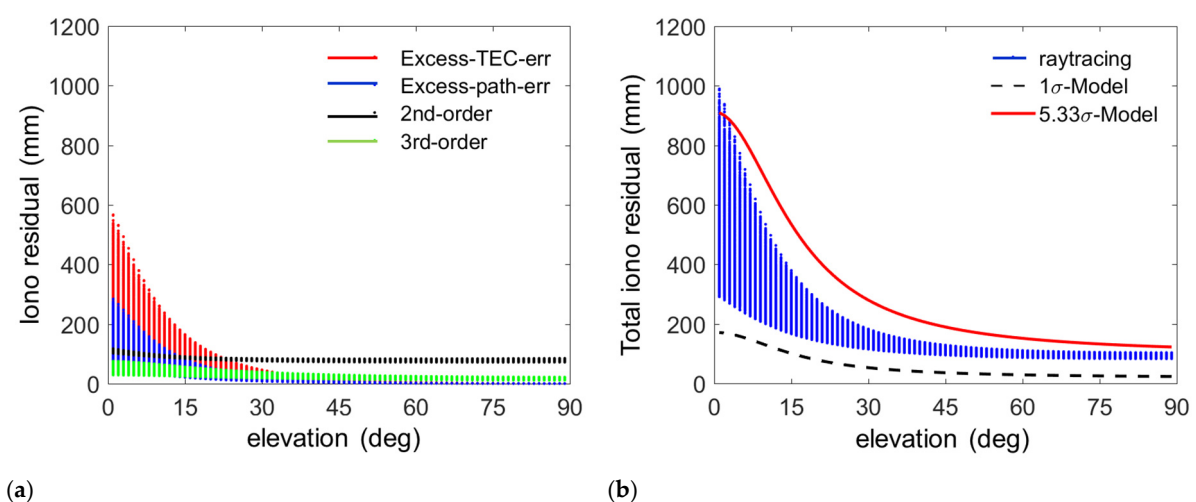 1200
1000
800
600
400
200
0
Iono residual (mm)
Excess-TEC-err
Excess-path-err
2nd-order
3rd-order
0 15 30 45 60 75 90
elevation (deg)
(a)
1200
1000
800
600
400
200
0
Total iono residual (mm)
raytracing
1σ-Model
5.33σ-Model
0 15 30 45 60 75 90
elevation (deg)
(b)